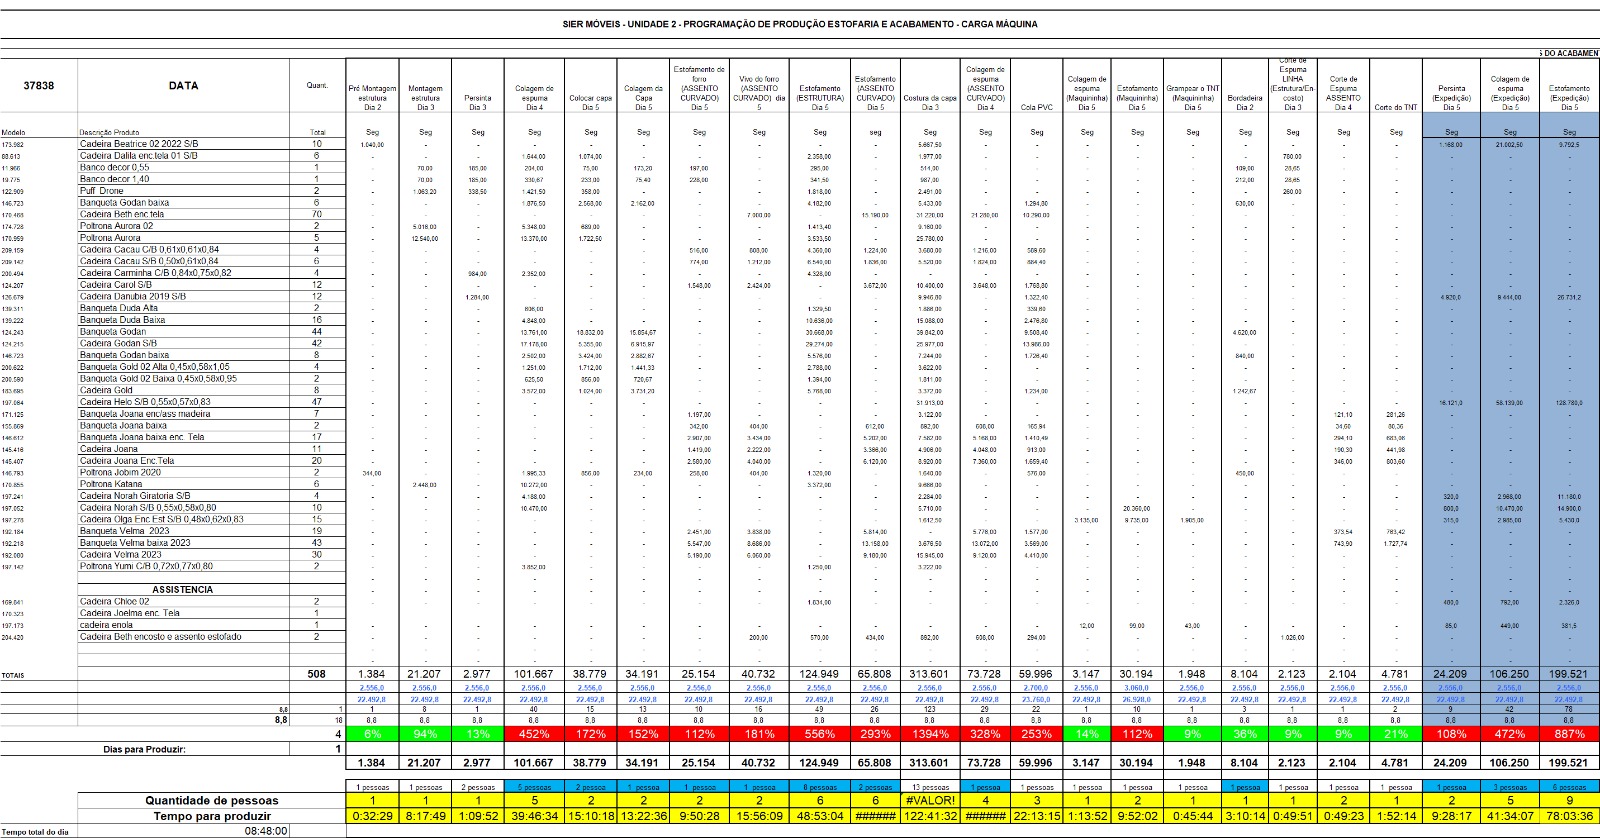 SIER MÓVEIS - UNIDADE 2 - PROGRAMAÇÃO DE PRODUÇÃO ESTOFARIA E ACABAMENTO - CARGA MÁQUINA
S DO ACABAMEN
37838 DATA Quant. Pré Montagem estrutura Dia 2 Montagem estrutura Dia 3 Persinta Dia 3 Colagem de espuma Dia 4 Colocar capa Dia 5 Colagem da Capa Dia 5 Estofamento de forro (ASSENTO CURVADO) Dia 5 Vivo do forro (ASSENTO CURVADO) dia 5 Estofamento (ESTRUTURA) Dia 5 Estofamento (ASSENTO CURVADO) Dia 5 Costura da capa Dia 3 Colagem de espuma (ASSENTO CURVADO) Dia 4 Cola PVC Colagem de espuma (Maquininha) Dia 5 Estofamento (Maquininha) Dia 5 Grampear o TNT (Maquininha) Dia 5 Bordadeira Dia 2 Corte de Espuma LINHA (Estrutura/En-costo) Dia 3 Corte de Espuma ASSENTO Dia 4 Corte do TNT Persinta (Expedição) Dia 5 Colagem de espuma (Expedição) Dia 5 Estofamento (Expedição) Dia 5
Modelo Descrição Produto Total Seg Seg Seg Seg Seg Seg Seg Seg Seg Seg Seg Seg Seg Seg Seg Seg Seg Seg Seg Seg Seg Seg Seg
173.982 Cadeira Beatrice 02 2022 S/B 10 1.040,00 5.667,50 1.168,00 21.002,50 9.792,5
88.613 Cadeira Dalila enc.tela 01 S/B 6 1.644,00 1.074,00 2.358,00 1.977,00 780,00
11.966 Banco decor 0,55 1 70,00 185,00 204,00 75,00 173,20 197,00 295,00 514,00 109,00 28,65
19.775 Banco decor 1,40 1 70,00 185,00 330,67 233,00 75,40 228,00 341,50 987,00 212,00 28,65
122.909 Puff Drone 2 1.063,20 338,50 1.421,50 358,00 1.818,00 2.491,00 260,00
146.723 Banqueta Godan baixa 6 1.876,50 2.568,00 2.162,00 4.182,00 5.433,00 1.294,80 630,00
170.468 Cadeira Beth enc.tela 70 7.000,00 15.190,00 31.220,00 21.280,00 10.290,00
174.728 Poltrona Aurora 02 2 5.016,00 5.348,00 689,00 1.413,40 9.160,00
170.959 Poltrona Aurora 5 12.540,00 13.370,00 1.722,50 3.533,50 25.780,00
209.159 Cadeira Cacau C/B 0,61x0,61x0,84 4 516,00 808,00 4.360,00 1.224,00 3.680,00 1.216,00 589,60
209.142 Cadeira Cacau S/B 0,50x0,61x0,84 6 774,00 1.212,00 6.540,00 1.836,00 5.520,00 1.824,00 884,40
200.494 Cadeira Carminha C/B 0,84x0,75x0,82 4 984,00 2.352,00 4.328,00
124.207 Cadeira Carol S/B 12 1.548,00 2.424,00 3.672,00 10.400,00 3.648,00 1.768,80
126.679 Cadeira Danubia 2019 S/B 12 1.284,00 9.946,80 1.322,40 4.920,0 9.444,00 26.731,2
139.311 Banqueta Duda Alta 2 606,00 1.329,50 1.886,00 339,60
139.222 Banqueta Duda Baixa 16 4.848,00 10.636,00 15.088,00 2.476,80
124.243 Banqueta Godan 44 13.761,00 18.832,00 15.854,67 30.668,00 39.842,00 9.508,40 4.620,00
124.215 Cadeira Godan S/B 42 17.178,00 5.355,00 6.915,97 29.274,00 25.977,00 13.966,00
146.723 Banqueta Godan baixa 8 2.502,00 3.424,00 2.882,67 5.576,00 7.244,00 1.726,40 840,00
200.622 Banqueta Gold 02 Alta 0,45x0,58x1,05 4 1.251,00 1.712,00 1.441,33 2.788,00 3.622,00
200.590 Banqueta Gold 02 Baixa 0,45x0,58x0,95 2 625,50 856,00 720,67 1.394,00 1.811,00
183.695 Cadeira Gold 8 3.572,00 1.024,00 3.731,20 5.768,00 3.372,00 1.234,00 1.242,67
197.064 Cadeira Helo S/B 0,55x0,57x0,83 47 31.913,00 16.121,0 58.139,00 128.780,0
171.125 Banqueta Joana enc/ass madeira 7 1.197,00 3.122,00 121,10 281,26
155.869 Banqueta Joana baixa 2 342,00 404,00 612,00 892,00 608,00 165,94 34,60 80,36
146.612 Banqueta Joana baixa enc. Tela 17 2.907,00 3.434,00 5.202,00 7.582,00 5.168,00 1.410,49 294,10 683,06
145.416 Cadeira Joana 11 1.419,00 2.222,00 3.366,00 4.906,00 4.048,00 913,00 190,30 441,98
145.407 Cadeira Joana Enc.Tela 20 2.580,00 4.040,00 6.120,00 8.920,00 7.360,00 1.659,40 346,00 803,60
146.793 Poltrona Jobim 2020 2 344,00 1.995,33 856,00 234,00 258,00 404,00 1.320,00 1.640,00 576,00 450,00
170.855 Poltrona Katana 6 2.448,00 10.272,00 3.372,00 9.666,00
197.241 Cadeira Norah Giratoria S/B 4 4.188,00 2.284,00 320,0 2.968,00 11.180,0
197.052 Cadeira Norah S/B 0,55x0,58x0,80 10 10.470,00 5.710,00 20.360,00 800,0 10.470,00 14.900,0
197.278 Cadeira Olga Enc Est S/B 0,48x0,62x0,83 15 1.612,50 3.135,00 9.735,00 1.905,00 315,0 2.985,00 5.430,0
192.184 Banqueta Velma 2023 19 2.451,00 3.838,00 5.814,00 5.776,00 1.577,00 373,54 763,42
192.218 Banqueta Velma baixa 2023 43 5.547,00 8.686,00 13.158,00 3.676,50 13.072,00 3.569,00 743,90 1.727,74
192.080 Cadeira Velma 2023 30 5.190,00 6.060,00 9.180,00 15.945,00 9.120,00 4.410,00
197.142 Poltrona Yumi C/B 0,72x0,77x0,80 2 3.852,00 1.250,00 3.222,00
ASSISTENCIA
169.841 Cadeira Chloe 02 2 1.834,00 480,0 792,00 2.326,0
170.323 Cadeira Joelma enc. Tela 1
197.173 cadeira enola 1 12,00 99,00 43,00 85,0 449,00 381,5
204.420 Cadeira Beth encosto e assento estofado 2 200,00 570,00 434,00 892,00 608,00 294,00 1.026,00
TOTAIS 508 1.384 21.207 2.977 101.667 38.779 34.191 25.154 40.732 124.949 65.808 313.601 73.728 59.996 3.147 30.194 1.948 8.104 2.123 2.104 4.781 24.209 106.250 199.521
2.556,0 2.556,0 2.556,0 2.556,0 2.556,0 2.556,0 2.556,0 2.556,0 2.556,0 2.556,0 2.556,0 2.556,0 2.700,0 2.556,0 3.060,0 2.556,0 2.556,0 2.556,0 2.556,0 2.556,0 2.556,0 2.556,0 2.556,0
22.492,8 22.492,8 22.492,8 22.492,8 22.492,8 22.492,8 22.492,8 22.492,8 22.492,8 22.492,8 22.492,8 22.492,8 23.760,0 22.492,8 26.928,0 22.492,8 22.492,8 22.492,8 22.492,8 22.492,8 22.492,8 22.492,8 22.492,8
8,8 1 1 8 1 40 15 13 10 16 49 26 123 29 22 1 10 1 3 1 1 2 9 42 78
8,8 18 8,8 8,8 8,8 8,8 8,8 8,8 8,8 8,8 8,8 8,8 8,8 8,8 8,8 8,8 8,8 8,8 8,8 8,8 8,8 8,8 8,8 8,8 8,8
4 6% 94% 13% 452% 172% 152% 112% 181% 556% 293% 1394% 328% 253% 14% 112% 9% 36% 9% 9% 21% 108% 472% 887%
Dias para Produzir: 1
1.384 21.207 2.977 101.667 38.779 34.191 25.154 40.732 124.949 65.808 313.601 73.728 59.996 3.147 30.194 1.948 8.104 2.123 2.104 4.781 24.209 106.250 199.521
1 pessoas 1 pessoas 2 pessoas 5 pessoas 2 pessoas 1 pessoas 1 pessoas 1 pessoas 8 pessoas 2 pessoas 13 pessoas 1 pessoa 1 pessoas 1 pessoa 1 pessoa 1 pessoa 1 pessoa 1 pessoa 1 pessoa 1 pessoa 1 pessoa 3 pessoas 9 pessoas
Quantidade de pessoas 1 1 1 5 2 2 2 2 6 6 #VALOR! 4 3 1 2 1 1 1 2 1 2 5 9
Tempo para produzir 0:32:29 8:17:49 1:09:52 39:46:34 15:10:18 13:22:36 9:50:28 15:56:09 48:53:04 ###### 122:41:32 ###### 22:13:15 1:13:52 9:52:02 0:45:44 3:10:14 0:49:51 0:49:23 1:52:14 9:28:17 41:34:07 78:03:36
Tempo total do dia 08:48:00